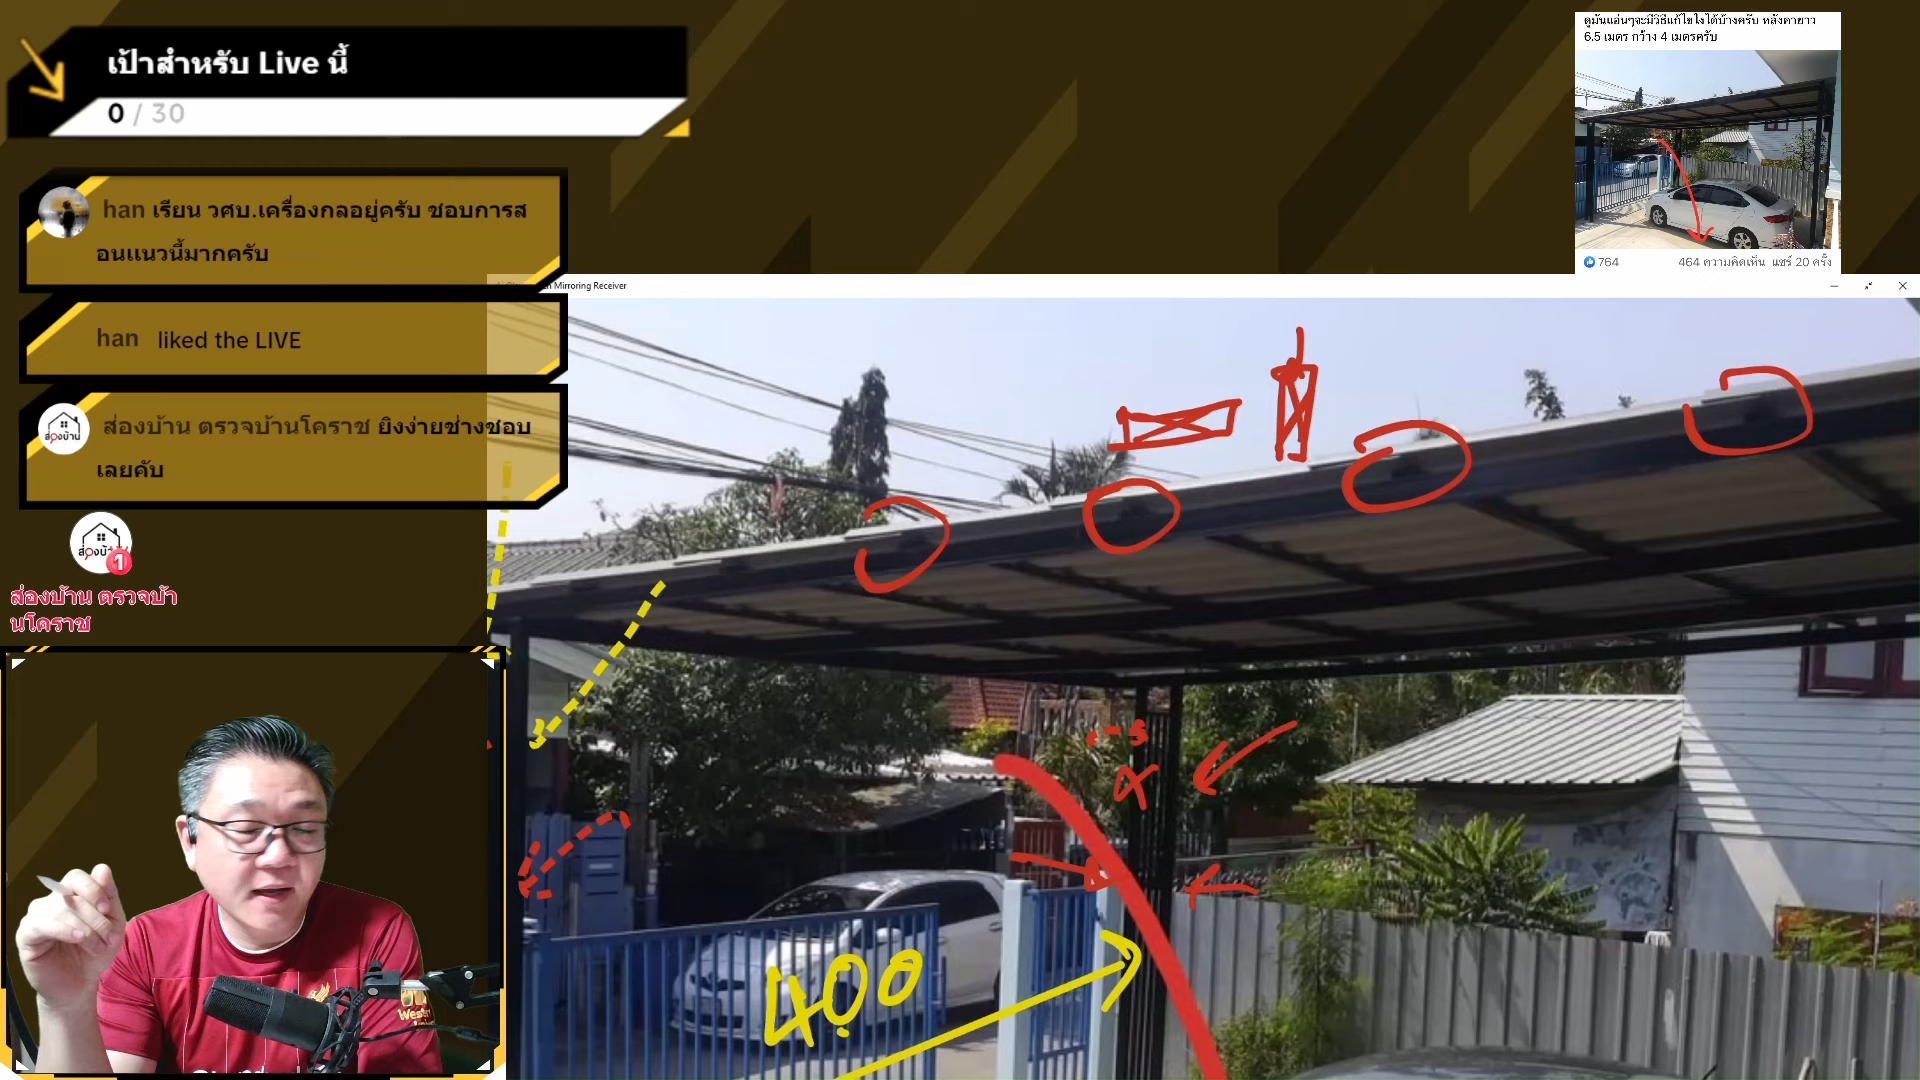 เป้าสำหรับ Live นี้
0 / 30
han เรียน วศบ.เครื่องกลอยู่ครับ ชอบการส
อนแนวนี้มากครับ
han liked the LIVE
ส่องบ้าน ตรวจบ้านโคราช ยิงง่ายช่างชอบ
เลยคับ
ส่องบ้าน
1
ส่องบ้าน ตรวจบ้า
นโคราช
ดูมันแอ่นๆจะมีวิธีแก้ไขไงได้บ้างครับ หลังคายาว
6.5 เมตร กว้าง 4 เมตรครับ
764 464 ความคิดเห็น แชร์ 20 ครั้ง
Mirroring Receiver
400